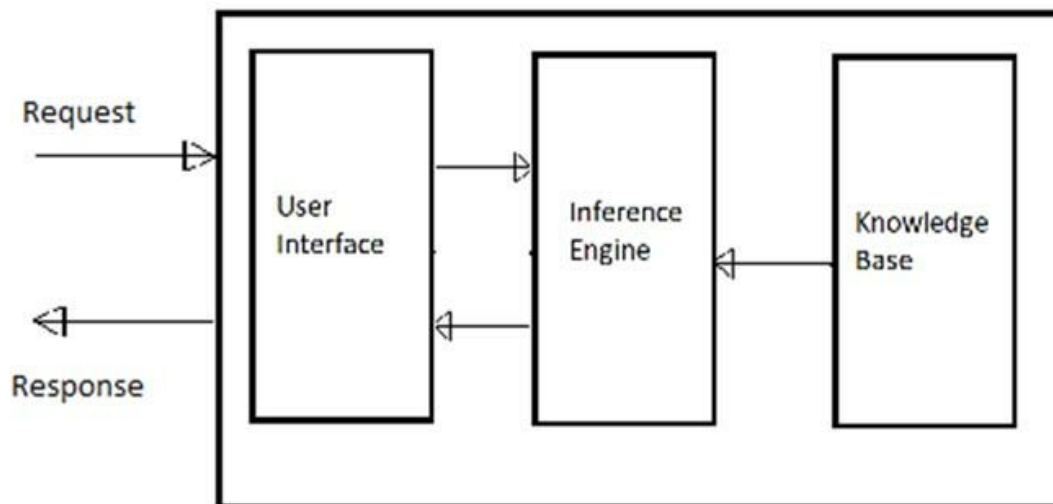 Request
Response
User
Interface
Inference
Engine
Knowledge
Base